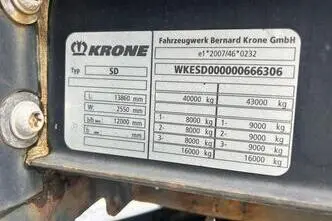 KRONE
Fahrzeugwerk Bernard Krone GmbH
e1*2007/46*0232
Typ SD
WKESD000000666306
L 13860 mm
W 2550 mm
b/b 12000 mm
b mm
40000 kg 43000 kg
1- 8000 kg 1- 9000 kg
2- 8000 kg 2- 9000 kg
3- 8000 kg 3- 9000 kg
16000 kg 16000 kg